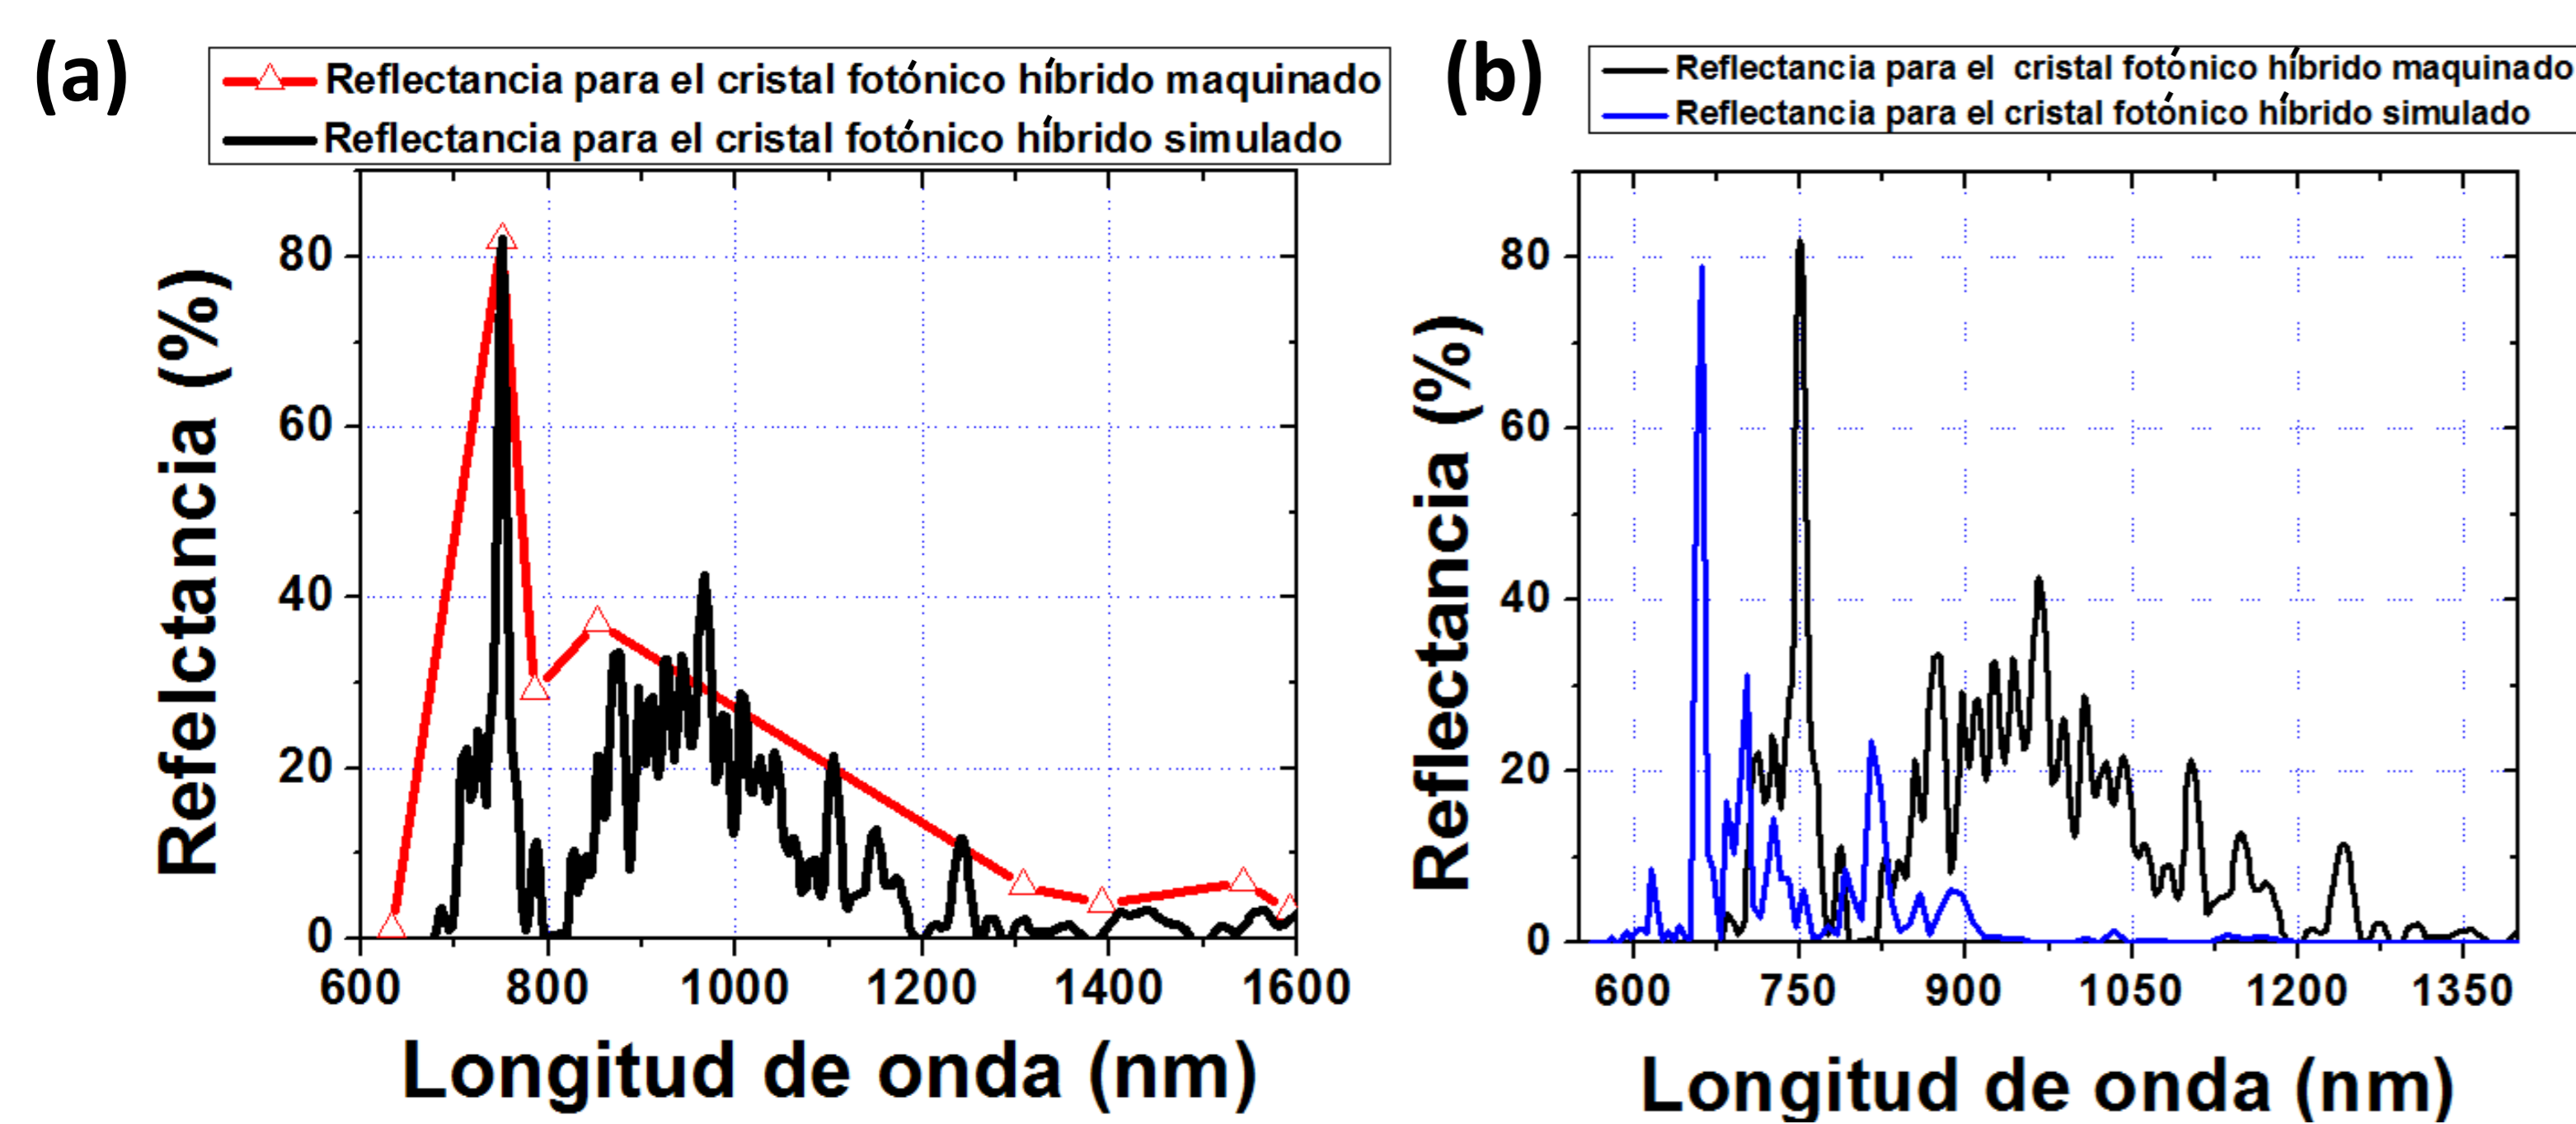 (a)
Reflectancia para el cristal fotónico híbrido maquinado
Reflectancia para el cristal fotónico híbrido simulado
Refelctancia (%)
80
60
40
20
0
600 800 1000 1200 1400 1600
Longitud de onda (nm)
(b)
Reflectancia para el cristal fotónico híbrido maquinado
Reflectancia para el cristal fotónico híbrido simulado
Reflectancia (%)
80
60
40
20
0
600 750 900 1050 1200 1350
Longitud de onda (nm)